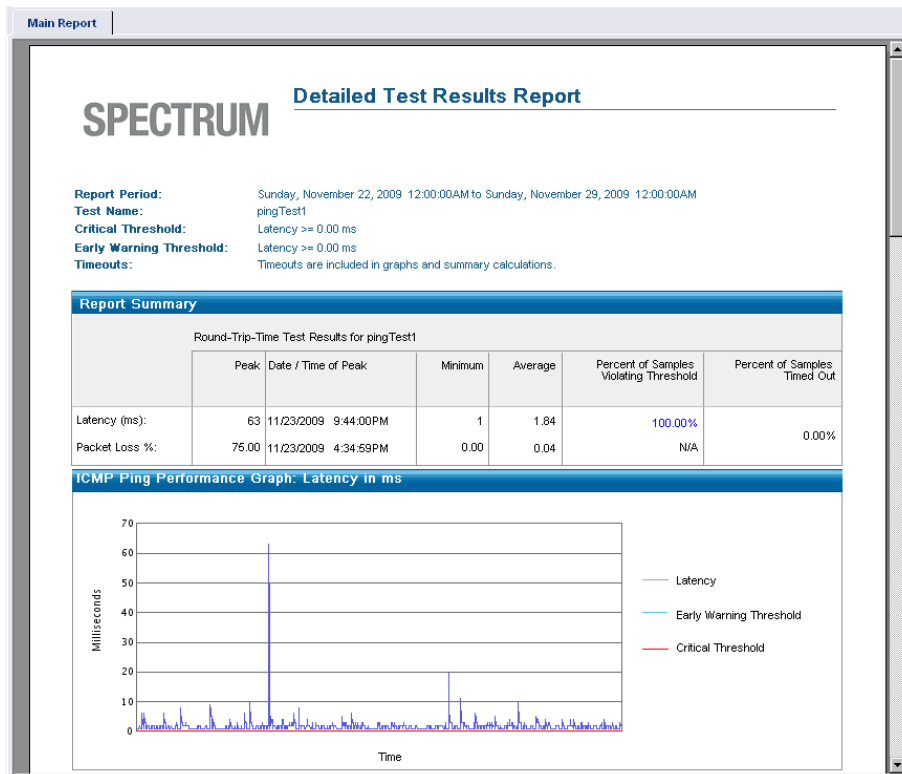 Main Report
SPECTRUM
Detailed Test Results Report
Report Period: Sunday, November 22, 2009 12:00:00AM to Sunday, November 29, 2009 12:00:00AM
Test Name: pingTest1
Critical Threshold: Latency >= 0.00 ms
Early Warning Threshold: Latency >= 0.00 ms
Timeouts: Timeouts are included in graphs and summary calculations.
Report Summary
Round-Trip-Time Test Results for pingTest1
Peak Date / Time of Peak Minimum Average Percent of Samples Percent of Samples
Violating Threshold Timed Out
Latency (ms): 63 11/23/2009 9:44:00PM 1 1.84 100.00%
0.00%
Packet Loss %: 75.00 11/23/2009 4:34:59PM 0.00 0.04 N/A
ICMP Ping Performance Graph: Latency in ms
70
60
50
40
30
20
10
0
Milliseconds
Time
Latency
Early Warning Threshold
Critical Threshold